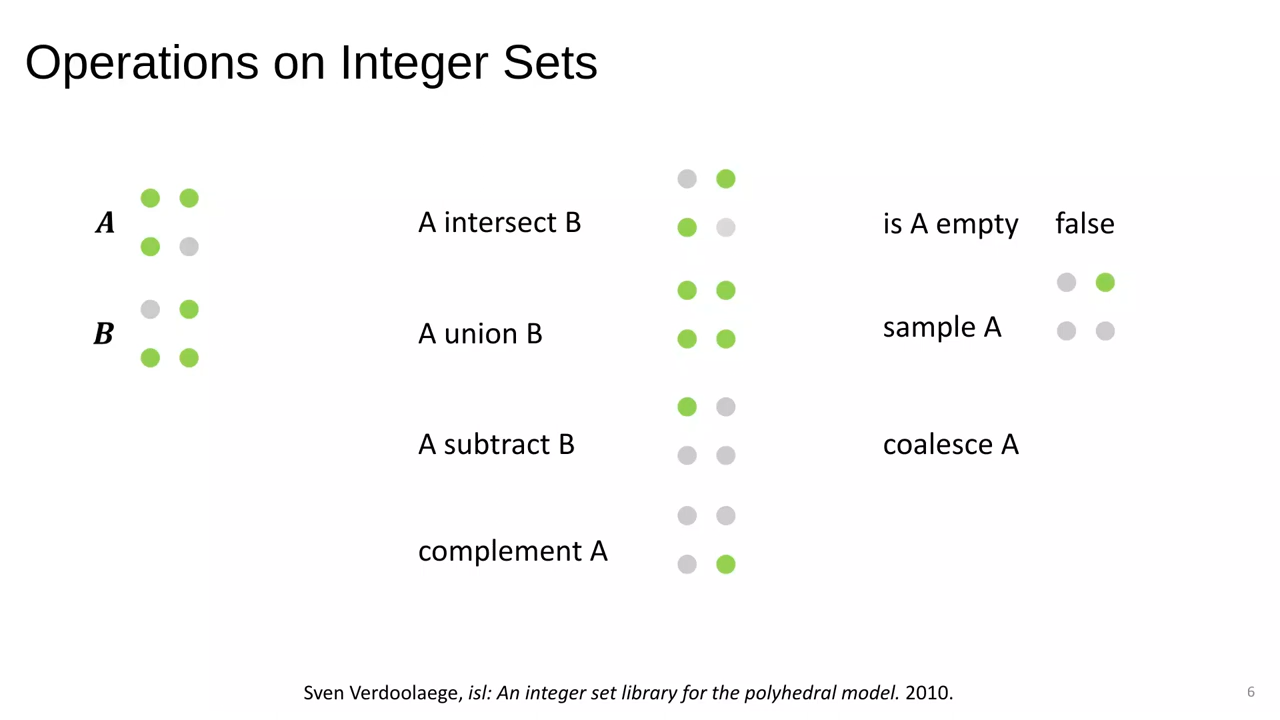 Operations on Integer Sets
A
B
A intersect B
A union B
A subtract B
complement A
is A empty false
sample A
coalesce A
Sven Verdoolaege, isl: An integer set library for the polyhedral model. 2010.
6